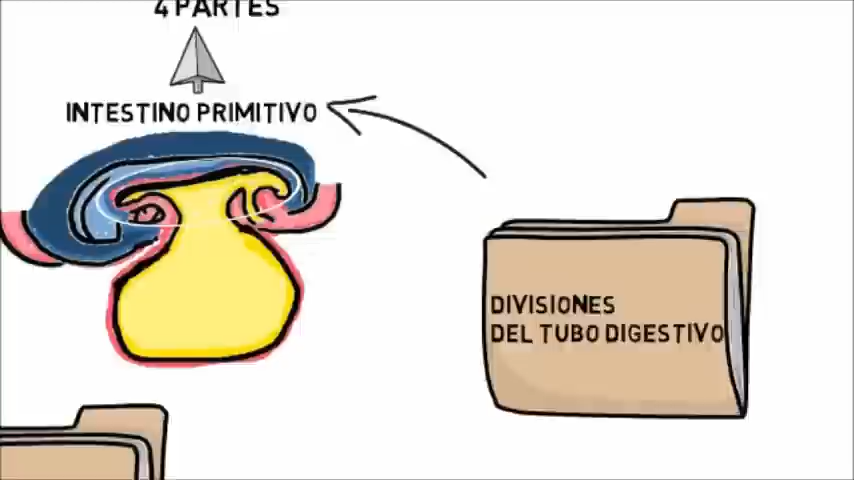 4 PARTES
INTESTINO PRIMITIVO
DIVISIONES
DEL TUBO DIGESTIVO